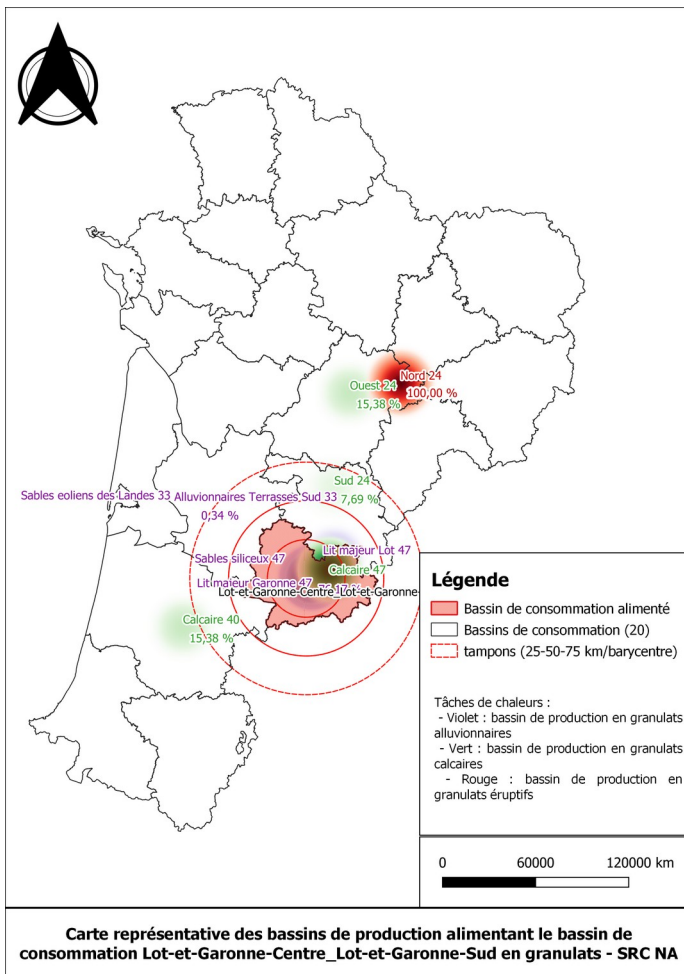 Nord 24
Ouest 24
100,00 %
15,38 %
Sud 24
Sables eoliens des Landes 33 Alluvionnaires Terrasses Sud 33
7,69 %
0,34 %
Lit majeur Lot 47
Sables siliceux 47
Calcaire 47
Lit majeur Garonne 47
Lot-et-Garonne-Centre_Lot-et-Garonne-
Calcaire 40
15,38 %
Légende
Bassin de consommation alimenté
Bassins de consommation (20)
tampons (25-50-75 km/barycentre)
Tâches de chaleurs :
- Violet : bassin de production en granulats
alluvionnaires
- Vert : bassin de production en granulats
calcaires
- Rouge : bassin de production en
granulats éruptifs
0 60000 120000 km
Carte représentative des bassins de production alimentant le bassin de
consommation Lot-et-Garonne-Centre_Lot-et-Garonne-Sud en granulats - SRC NA